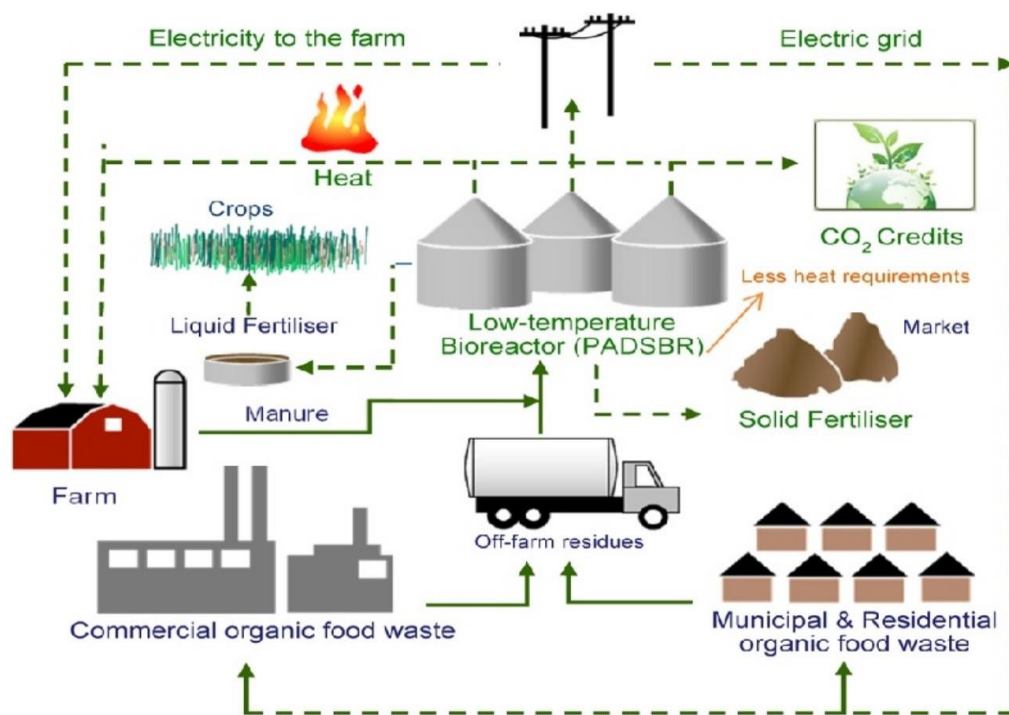 Electricity to the farm
Electric grid
Heat
Crops
CO₂ Credits
Less heat requirements
Liquid Fertiliser
Low-temperature
Bioreactor (PADSBR)
Market
Manure
Solid Fertiliser
Farm
Off-farm residues
Commercial organic food waste
Municipal & Residential
organic food waste